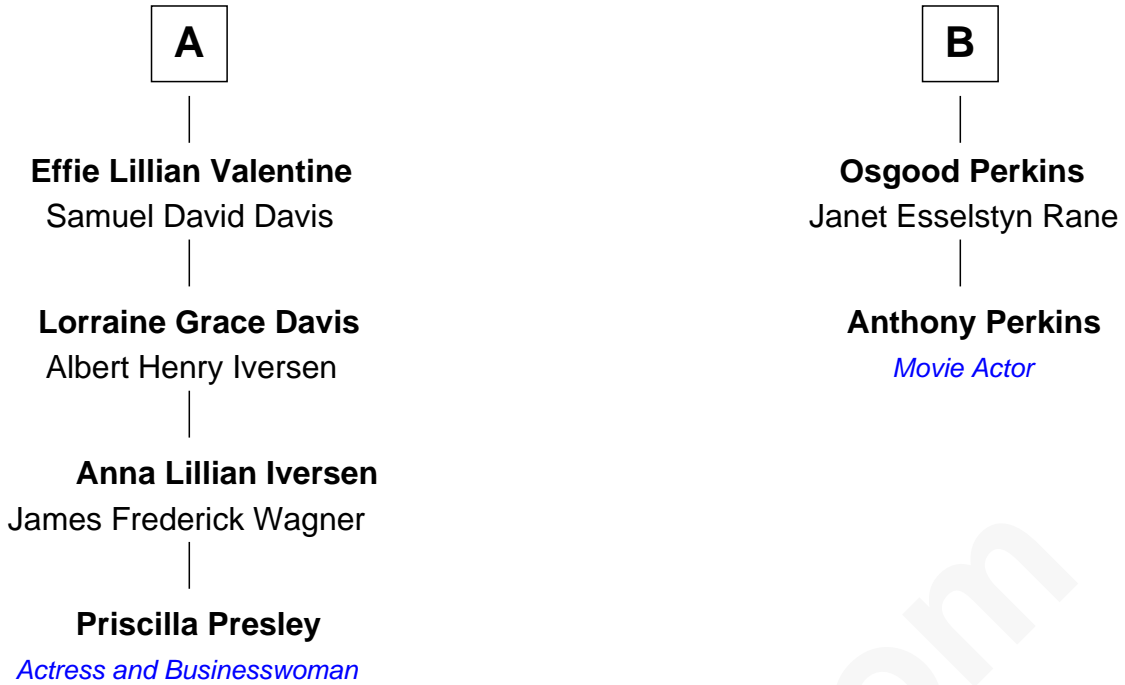 A
Effie Lillian Valentine
Samuel David Davis
Lorraine Grace Davis
Albert Henry Iversen
Anna Lillian Iversen
James Frederick Wagner
Priscilla Presley
Actress and Businesswoman
B
Osgood Perkins
Janet Esselstyn Rane
Anthony Perkins
Movie Actor
om